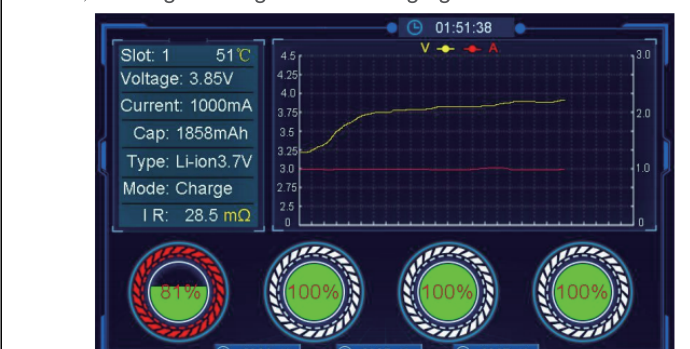 01:51:38
Slot: 1 51℃
Voltage: 3.85V
Current: 1000mA
Cap: 1858mAh
Type: Li-ion3.7V
Mode: Charge
I R: 28.5 mΩ
V A
4.5
4.25
4.0
3.75
3.5
3.25
3.0
2.75
2.5
0
3.0
2.0
1.0
0
81% 100% 100% 100%